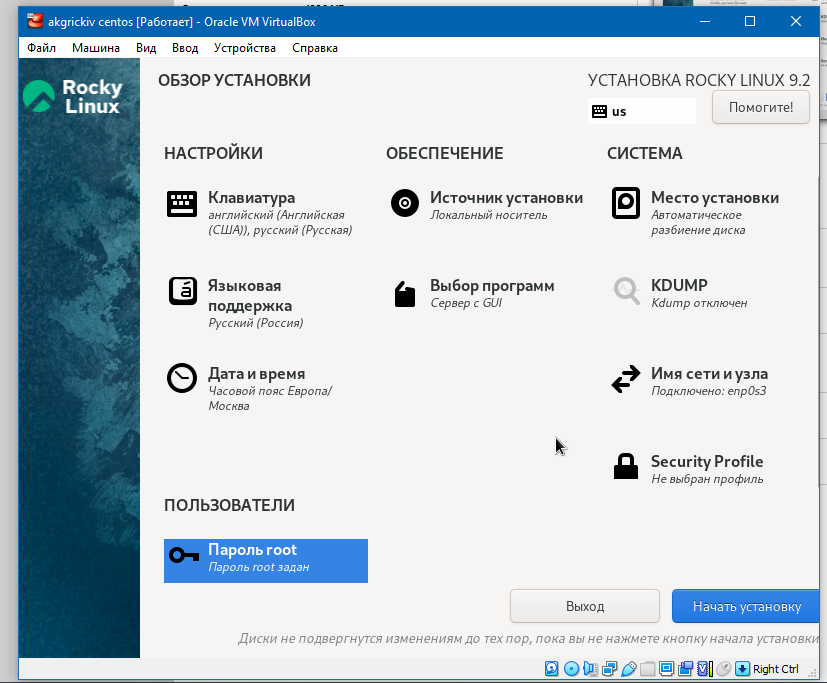 akgrickiv centos [Работает] - Oracle VM VirtualBox
Файл Машина Вид Ввод Устройства Справка
Rocky
Linux
ОБЗОР УСТАНОВКИ
УСТАНОВКА ROCKY LINUX 9.2
us
Помогите!
НАСТРОЙКИ
Клавиатура
английский (Английская
(США)), русский (Русская)
Языковая
поддержка
Русский (Россия)
Дата и время
Часовой пояс Европа/
Москва
ОБЕСПЕЧЕНИЕ
Источник установки
Локальный носитель
Выбор программ
Сервер с GUI
СИСТЕМА
Место установки
Автоматическое
разбиение диска
KDUMP
Kdump отключен
Имя сети и узла
Подключено: enp0s3
Security Profile
Не выбран профиль
ПОЛЬЗОВАТЕЛИ
Пароль root
Пароль root задан
Выход
Начать установку
Диски не подвергнутся изменениям до тех пор, пока вы не нажмете кнопку начала установки
Right Ctrl